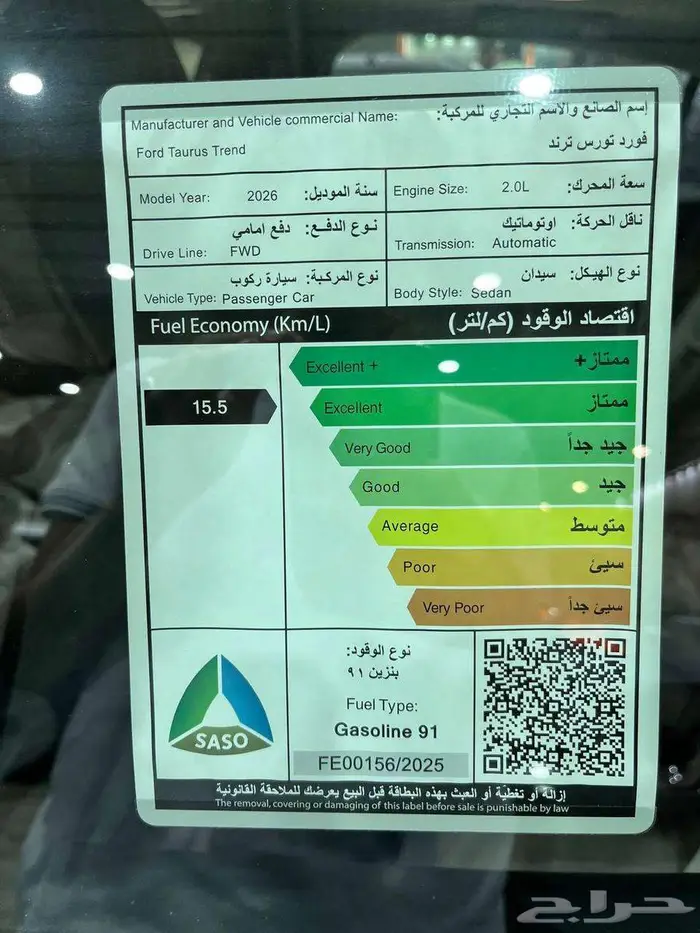 إسم الصانع والاسم التجاري للمركبة:
Manufacturer and Vehicle commercial Name:
فورد تورس ترند
Ford Taurus Trend
Model Year: 2026 سنة الموديل:
Engine Size: 2.0L سعة المحرك:
نوع الدفع: دفع امامي
Drive Line: FWD
ناقل الحركة: اوتوماتيك
Transmission: Automatic
نوع المركبة: سيارة ركوب
Vehicle Type: Passenger Car
نوع الهيكل: سيدان
Body Style: Sedan
Fuel Economy (Km/L) اقتصاد الوقود (كم/لتر)
Excellent + ممتاز+
15.5
Excellent ممتاز
Very Good جيد جداً
Good جيد
Average متوسط
Poor سيئ
Very Poor سيئ جداً
SASO
نوع الوقود:
بنزين ٩١
Fuel Type:
Gasoline 91
FE00156/2025
إزالة أو تغطية أو العبث بهذه البطاقة قبل البيع يعرضك للملاحقة القانونية
The removal, covering or damaging of this label before sale is punishable by law
حراج